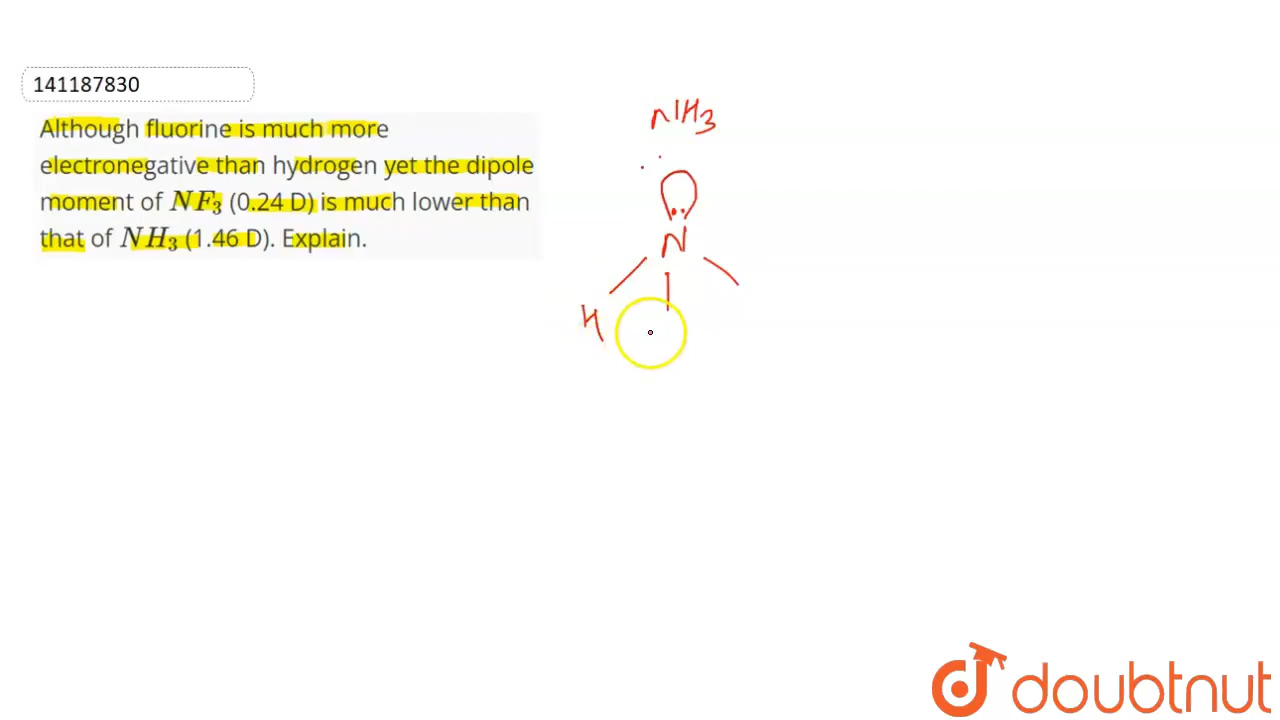 141187830
Although fluorine is much more
electronegative than hydrogen yet the dipole
moment of NF₃ (0.24 D) is much lower than
that of NH₃ (1.46 D). Explain.
NH₃
N
H
doubtnut